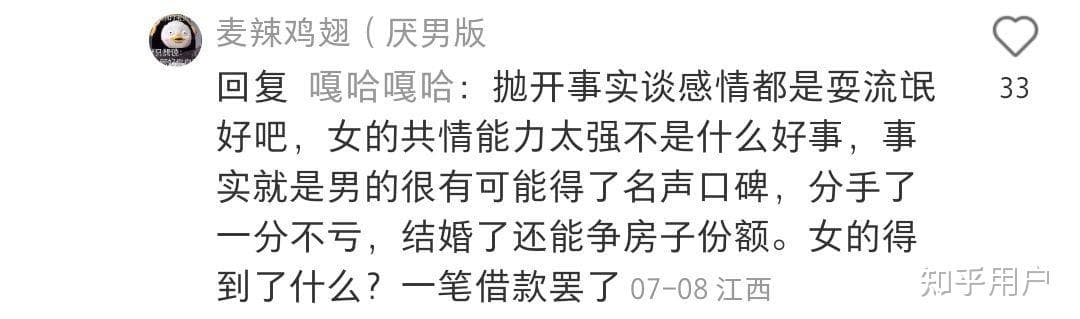 麦辣鸡翅（厌男版
回复 嘎哈嘎哈：抛开事实谈感情都是耍流氓
33
好吧，女的共情能力太强不是什么好事，事
实就是男的很有可能得了名声口碑，分手了
一分不亏，结婚了还能争房子份额。女的得
到了什么？一笔借款罢了 07-08 江西
知乎用户